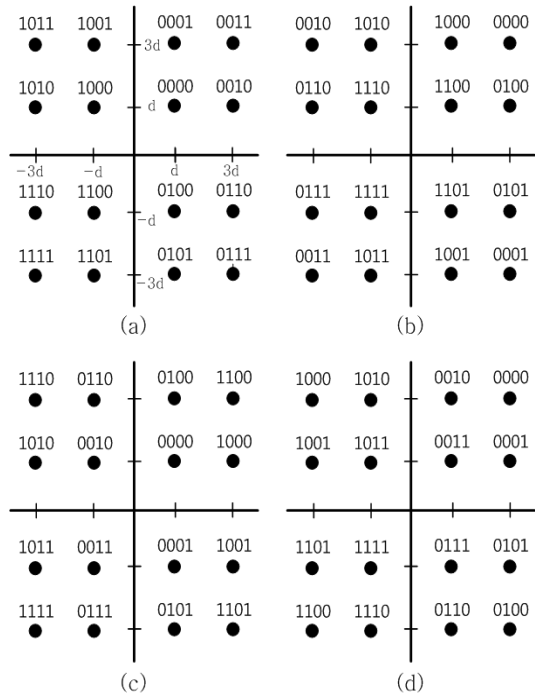 1011 1001 0001 0011 0010 1010 1000 0000
3d
1010 1000 0000 0010 0110 1110 1100 0100
d
-3d -d d 3d
1110 1100 0100 0110 0111 1111 1101 0101
-d
1111 1101 0101 0111 0011 1011 1001 0001
-3d
(a) (b)
1110 0110 0100 1100 1000 1010 0010 0000
1010 0010 0000 1000 1001 1011 0011 0001
1011 0011 0001 1001 1101 1111 0111 0101
1111 0111 0101 1101 1100 1110 0110 0100
(c) (d)